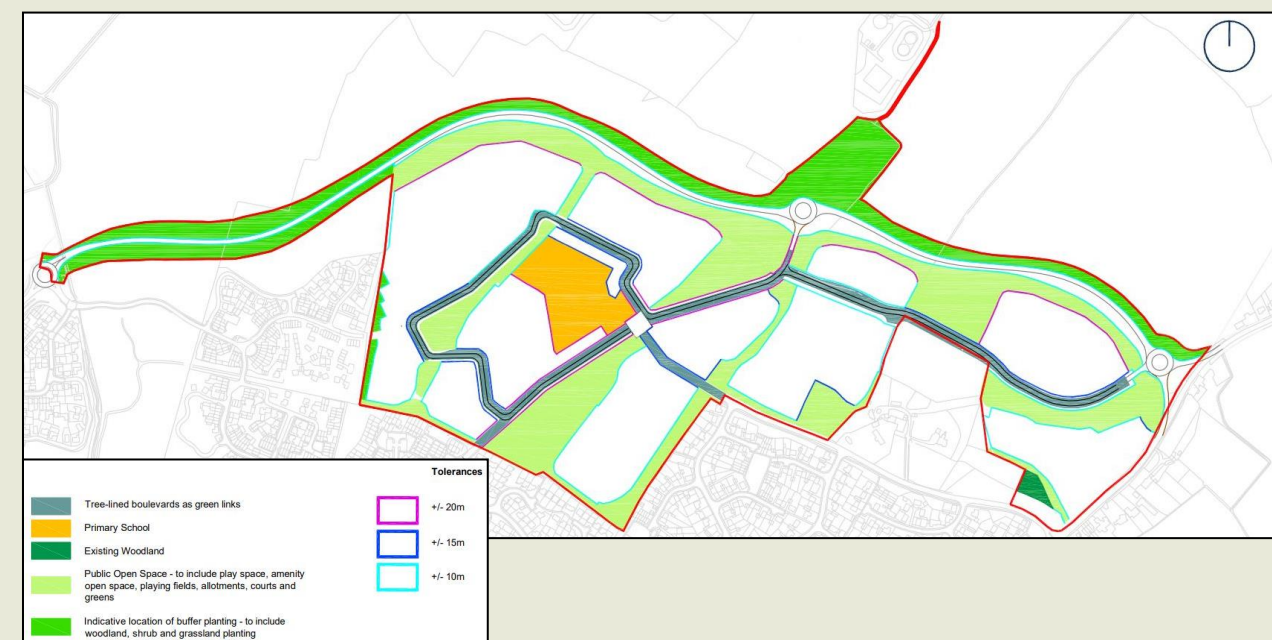 Tolerances
Tree-lined boulevards as green links
Primary School
Existing Woodland
Public Open Space - to include play space, amenity
open space, playing fields, allotments, courts and
greens
Indicative location of buffer planting - to include
woodland, shrub and grassland planting
+/- 20m
+/- 15m
+/- 10m